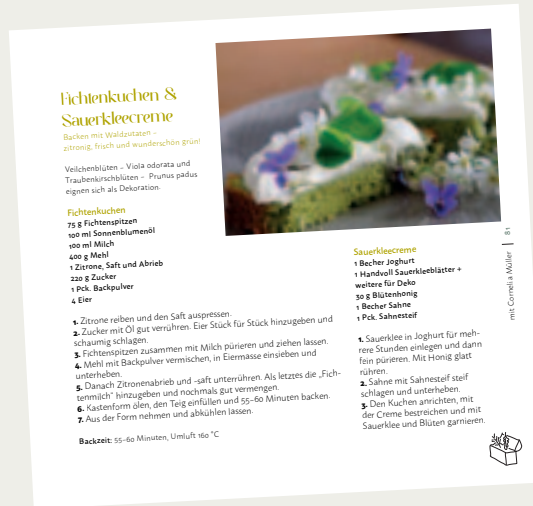 Fichtenkuchen &
Sauerkleecreme
Backen mit Waldzutaten –
zitronig, frisch und wunderschön grün!
Veilchenblüten – Viola odorata und
Traubenkirschblüten – Prunus padus
eignen sich als Dekoration.
Fichtenkuchen
75 g Fichtenspitzen
100 ml Sonnenblumenöl
100 ml Milch
400 g Mehl
1 Zitrone, Saft und Abrieb
220 g Zucker
1 Pck. Backpulver
4 Eier
1. Zitrone reiben und den Saft auspressen.
2. Zucker mit Öl gut verrühren. Eier Stück für Stück hinzugeben und
schaumig schlagen.
3. Fichtenspitzen zusammen mit Milch pürieren und ziehen lassen.
4. Mehl mit Backpulver vermischen, in Eiermasse einsieben und
unterheben.
5. Danach Zitronenabrieb und -saft unterrühren. Als letztes die „Fich-
tenmilch" hinzugeben und nochmals gut vermengen.
6. Kastenform ölen, den Teig einfüllen und 55–60 Minuten backen.
7. Aus der Form nehmen und abkühlen lassen.
Backzeit: 55–60 Minuten, Umluft 160 °C
Sauerkleecreme
1 Becher Joghurt
1 Handvoll Sauerkleeblätter +
weitere für Deko
30 g Blütenhonig
1 Becher Sahne
1 Pck. Sahnesteif
1. Sauerklee in Joghurt für meh-
rere Stunden einlegen und dann
fein pürieren. Mit Honig glatt
rühren.
2. Sahne mit Sahnesteif steif
schlagen und unterheben.
3. Den Kuchen anrichten, mit
der Creme bestreichen und mit
Sauerklee und Blüten garnieren.
mit Cornelia Müller | 81